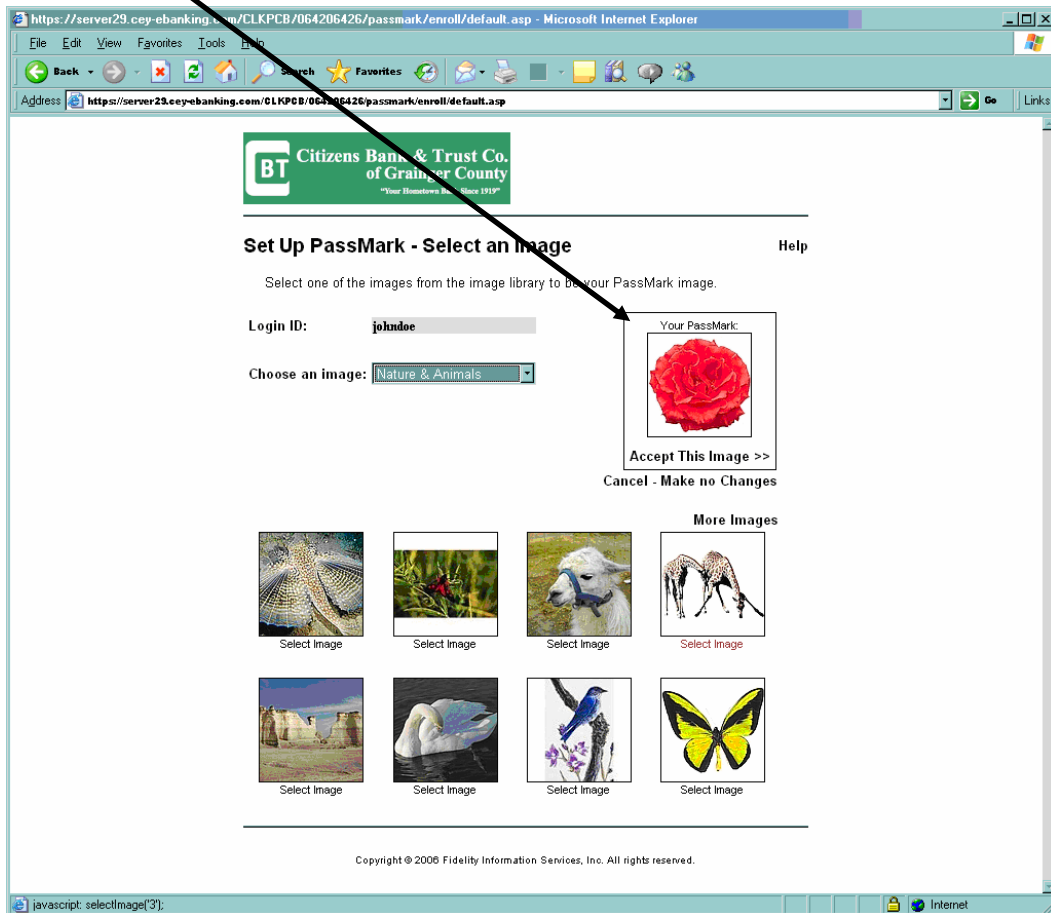 https://server29.cey-ebanking.com/CLKPCB/064206426/passmark/enroll/default.asp - Microsoft Internet Explorer
File Edit View Favorites Tools Help
Back Search Favorites
Address https://server29.cey-ebanking.com/CLKPCB/064206426/passmark/enroll/default.asp Go Links
CBT Citizens Bank & Trust Co.
of Grainger County
"Your Hometown Bank Since 1919"
Set Up PassMark - Select an Image Help
Select one of the images from the image library to be your PassMark image.
Login ID: johndoe
Your PassMark:
Choose an image: Nature & Animals
Accept This Image >>
Cancel - Make no Changes
More Images
Select Image Select Image Select Image Select Image
Select Image Select Image Select Image Select Image
Copyright © 2006 Fidelity Information Services, Inc. All rights reserved.
javascript: selectImage('3'); Internet